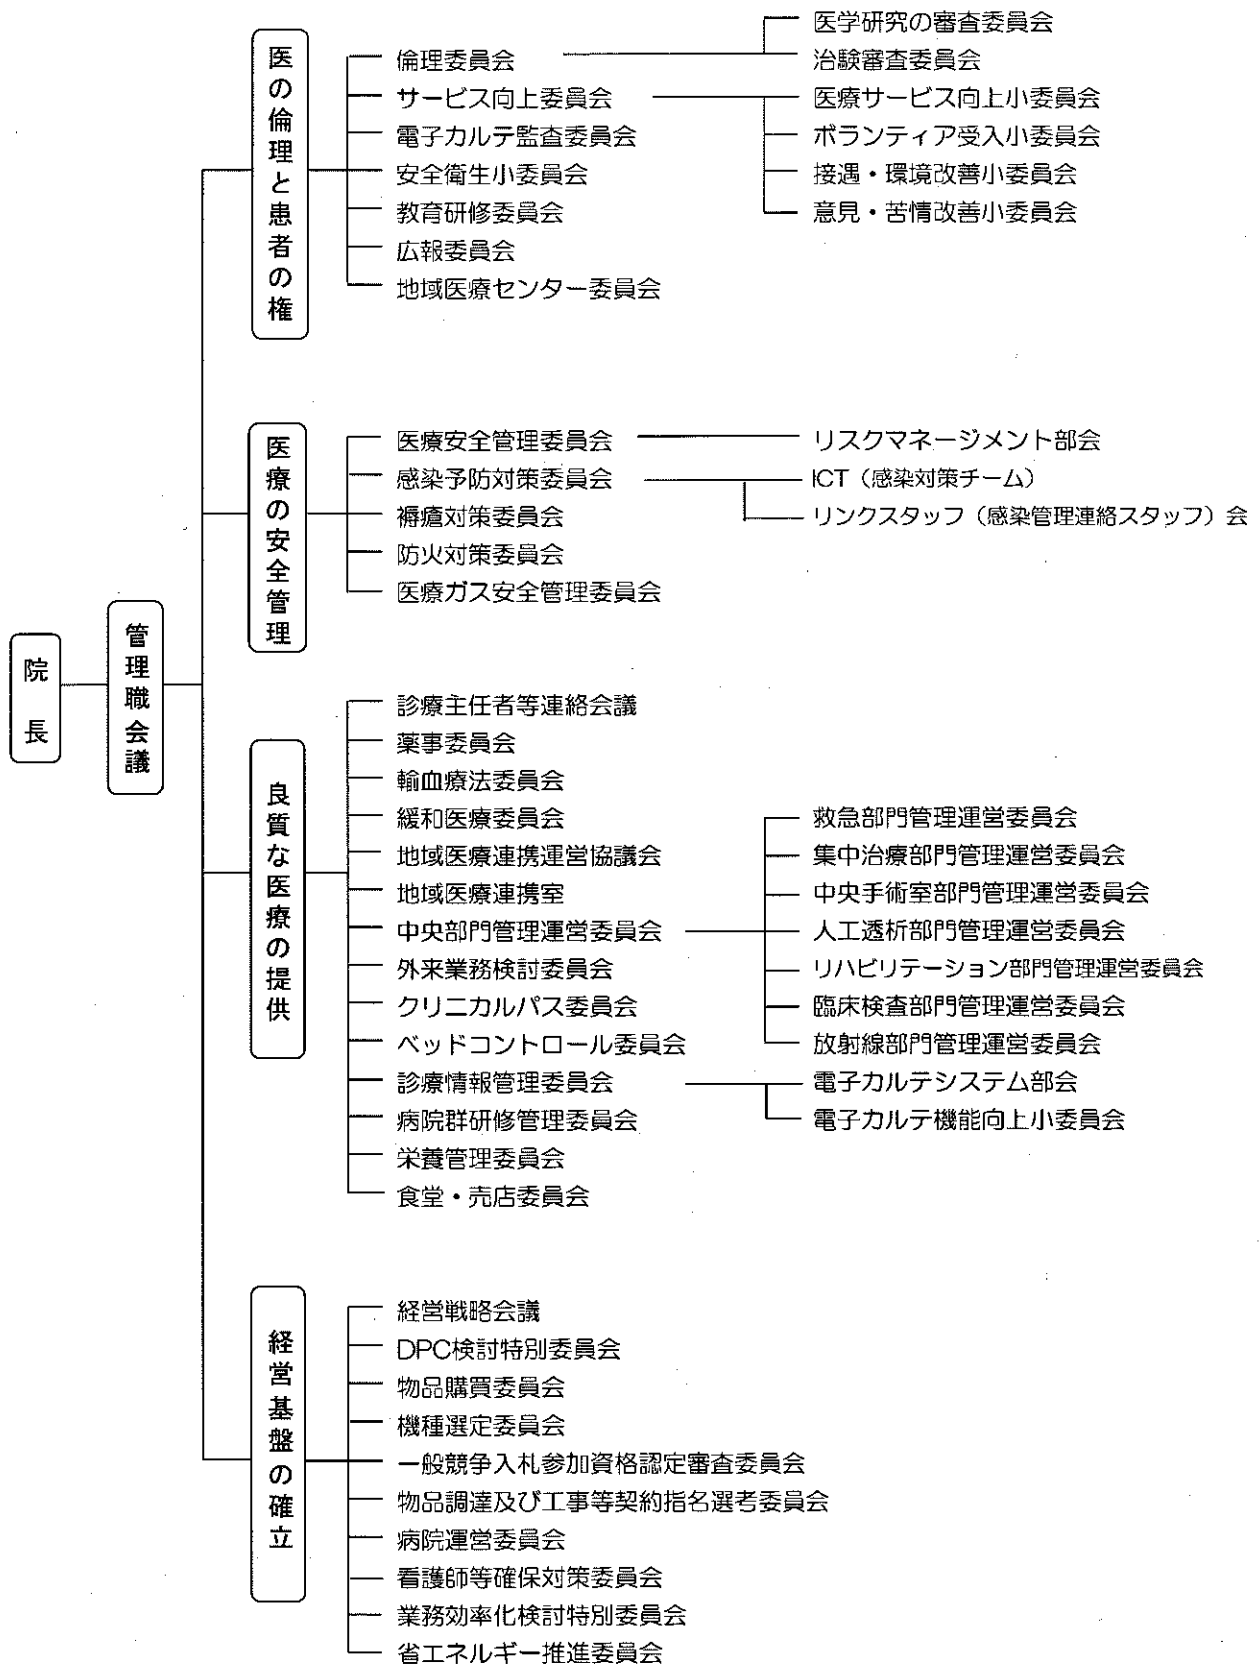 院長
管理職会議
医の倫理と患者の権
倫理委員会
医学研究の審査委員会
治験審査委員会
サービス向上委員会
医療サービス向上小委員会
ボランティア受入小委員会
接遇・環境改善小委員会
意見・苦情改善小委員会
電子カルテ監査委員会
安全衛生小委員会
教育研修委員会
広報委員会
地域医療センター委員会
医療の安全管理
医療安全管理委員会
リスクマネージメント部会
感染予防対策委員会
ICT（感染対策チーム）
リンクスタッフ（感染管理連絡スタッフ）会
褥瘡対策委員会
防火対策委員会
医療ガス安全管理委員会
良質な医療の提供
診療主任者等連絡会議
薬事委員会
輸血療法委員会
緩和医療委員会
地域医療連携運営協議会
地域医療連携室
中央部門管理運営委員会
救急部門管理運営委員会
集中治療部門管理運営委員会
中央手術室部門管理運営委員会
人工透析部門管理運営委員会
リハビリテーション部門管理運営委員会
臨床検査部門管理運営委員会
放射線部門管理運営委員会
外来業務検討委員会
クリニカルパス委員会
ベッドコントロール委員会
診療情報管理委員会
電子カルテシステム部会
電子カルテ機能向上小委員会
病院群研修管理委員会
栄養管理委員会
食堂・売店委員会
経営基盤の確立
経営戦略会議
DPC検討特別委員会
物品購買委員会
機種選定委員会
一般競争入札参加資格認定審査委員会
物品調達及び工事等契約指名選考委員会
病院運営委員会
看護師等確保対策委員会
業務効率化検討特別委員会
省エネルギー推進委員会